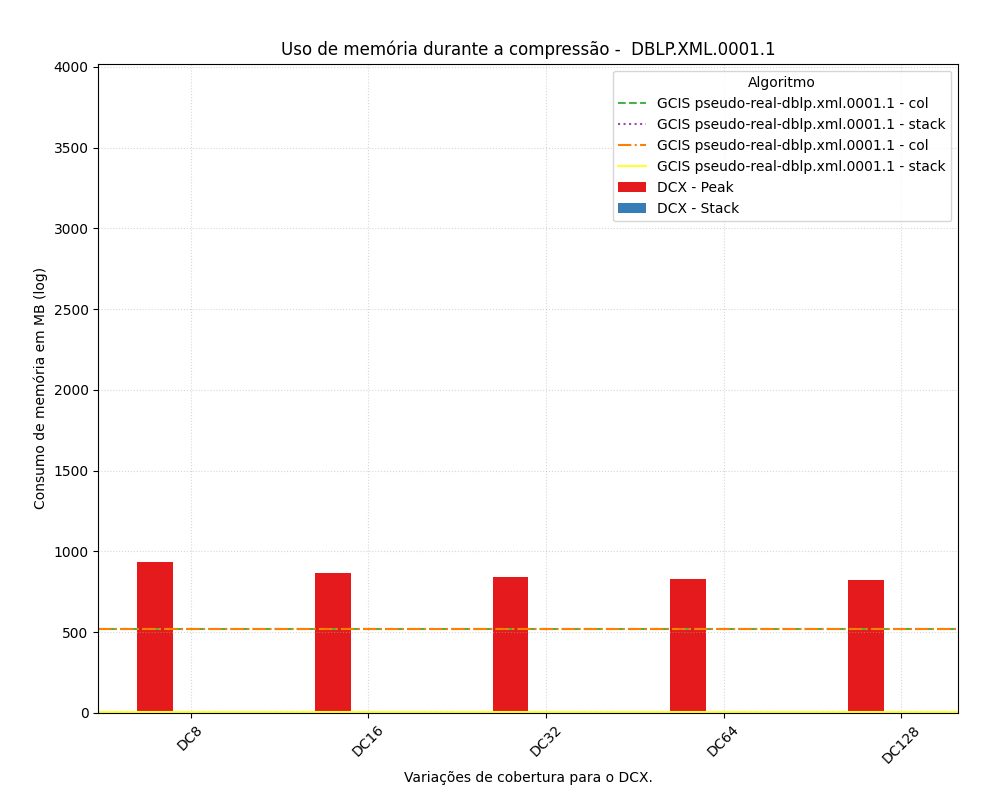 Uso de memória durante a compressão -  DBLP.XML.0001.1
Algoritmo
GCIS pseudo-real-dblp.xml.0001.1 - col
GCIS pseudo-real-dblp.xml.0001.1 - stack
GCIS pseudo-real-dblp.xml.0001.1 - col
GCIS pseudo-real-dblp.xml.0001.1 - stack
DCX - Peak
DCX - Stack
Consumo de memória em MB (log)
4000
3500
3000
2500
2000
1500
1000
500
0
DC8
DC16
DC32
DC64
DC128
Variações de cobertura para o DCX.